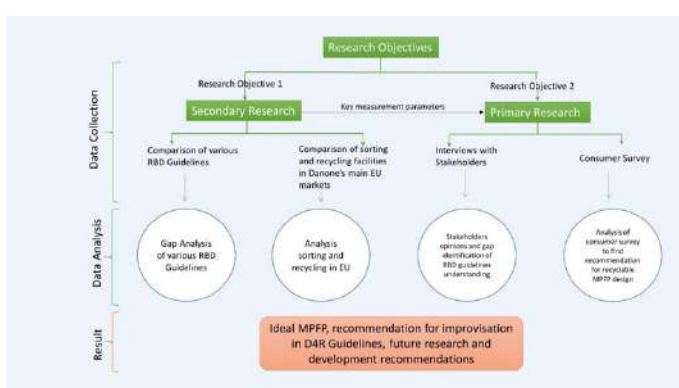 Research Objectives
Research Objective 1
Research Objective 2
Secondary Research
Key measurement parameters
Primary Research
Data Collection
Comparison of various
RBD Guidelines
Comparison of sorting
and recycling facilities
in Danone's main EU
markets
Interviews with
Stakeholders
Consumer Survey
Data Analysis
Gap Analysis
of various RBD
Guidelines
Analysis
sorting and
recycling in EU
Stakeholders
opinions and gap
identification of
RBD guidelines
understanding
Analysis of
consumer survey
to find
recommendation
for recyclable
MPFP design
Result
Ideal MPFP, recommendation for improvisation
in D4R Guidelines, future research and
development recommendations